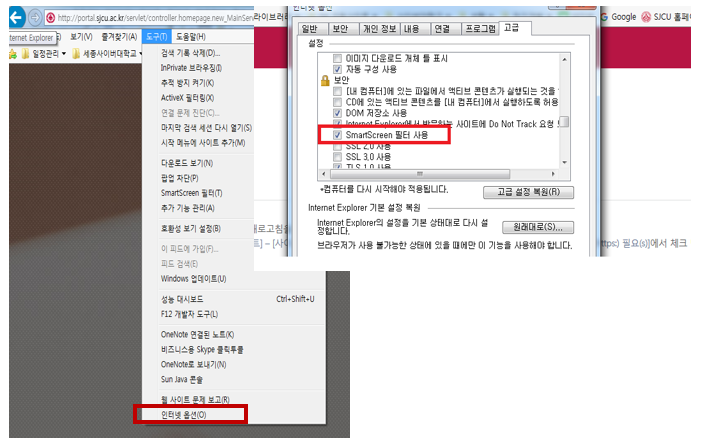 http://portal.sjcu.ac.kr/servlet/controller.homepage.new_MainServ
ternet Explorer
보기(V) 즐겨찾기(A) 도구(T) 도움말(H)
일정관리 세종사이버대학교
검색 기록 삭제(D)...
InPrivate 브라우징(I)
추적 방지 켜기(K)
ActiveX 필터링(X)
연결 문제 진단(C)...
마지막 검색 세션 다시 열기(S)
시작 메뉴에 사이트 추가(M)
다운로드 보기(N)
팝업 차단(P)
SmartScreen 필터(T)
추가 기능 관리(A)
호환성 보기 설정(B)
이 피드에 가입(F)...
피드 검색(E)
Windows 업데이트(U)
성능 대시보드 Ctrl+Shift+U
F12 개발자 도구(L)
OneNote 연결된 노트(K)
비즈니스용 Skype 클릭투콜
OneNote로 보내기(N)
Sun Java 콘솔
웹 사이트 문제 보고(R)
인터넷 옵션(O)
라이브러리
인터넷 옵션
일반 보안 개인 정보 내용 연결 프로그램 고급
설정
이미지 다운로드 개체 틀 표시
자동 구성 사용
보안
[내 컴퓨터]에 있는 파일에서 액티브 콘텐츠가 실행되는 것을
CD에 있는 액티브 콘텐츠를 [내 컴퓨터]에서 실행하도록 허용
DOM 저장소 사용
Internet Explorer에서 방문하는 사이트에 Do Not Track 요청
SmartScreen 필터 사용
SSL 2.0 사용
SSL 3.0 사용
TLS 1.0 사용
*컴퓨터를 다시 시작해야 적용됩니다.
고급 설정 복원(R)
Internet Explorer 기본 설정 복원
Internet Explorer의 설정을 기본 상태대로 다시 설
정합니다.
원래대로(S)...
브라우저가 사용 불가능한 상태에 있을 때에만 이 기능을 사용해야 합니다.
Google SJCU 홈페
새로고침을
트] – [사이
https:) 필요(s)]에서 체크